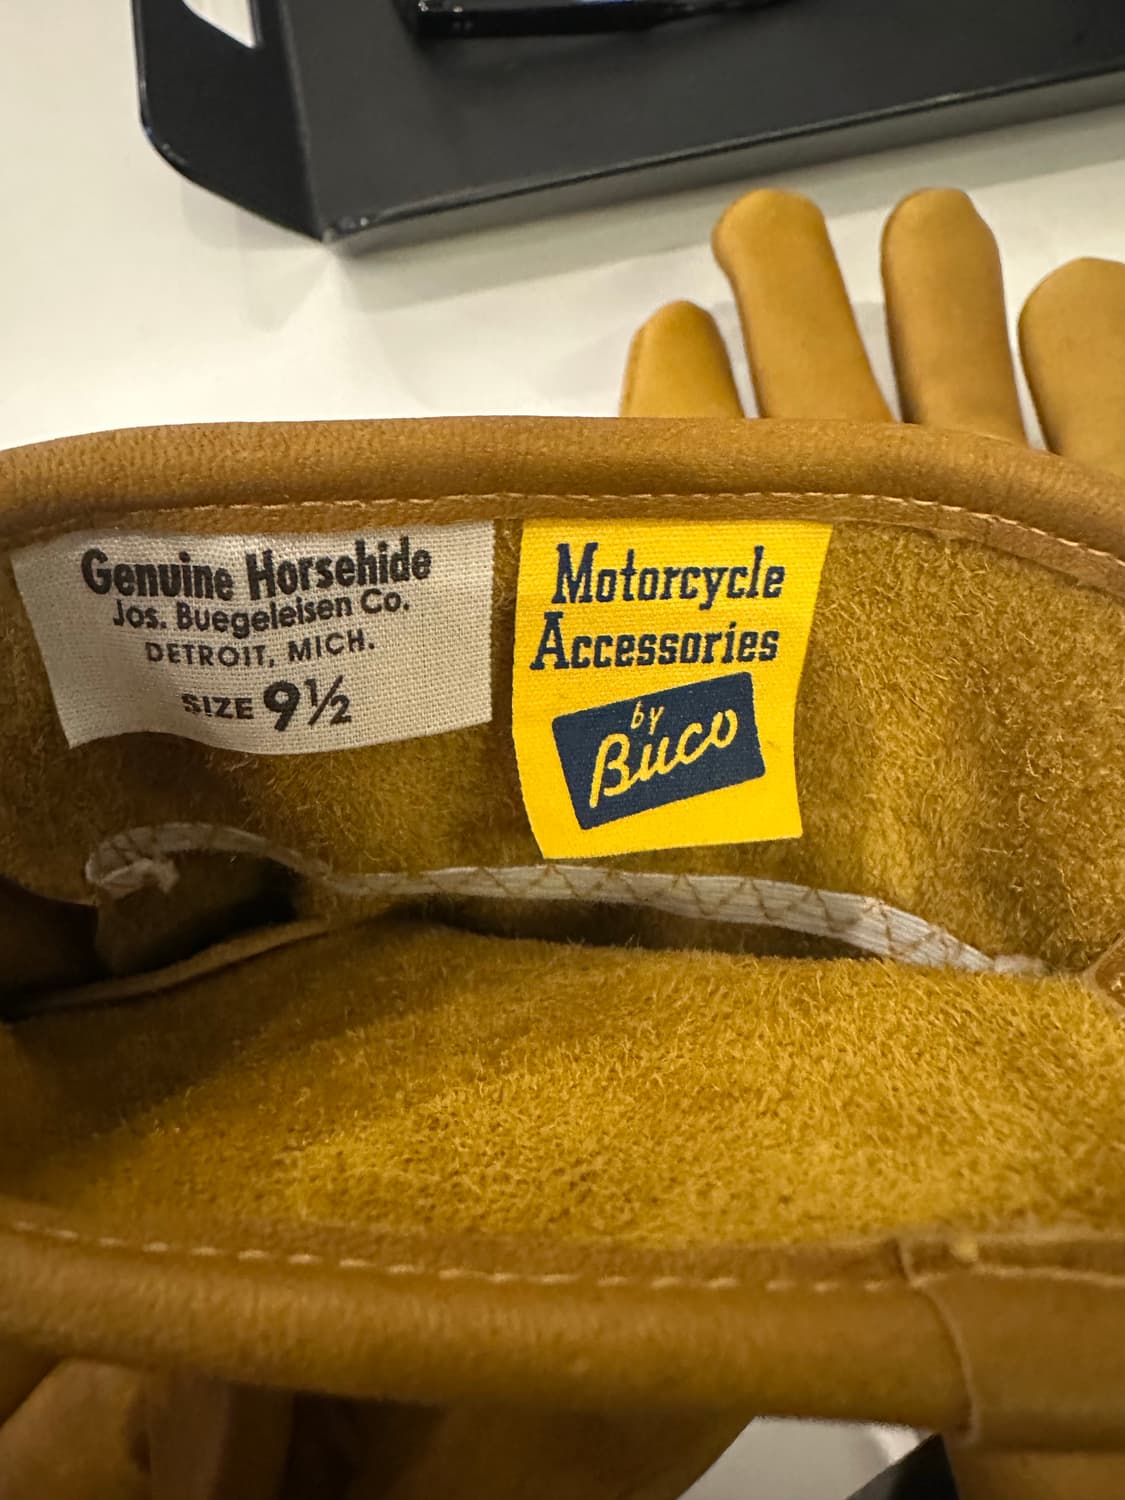 Genuine Horsehide
Jos. Buegeleisen Co.
DETROIT, MICH.
SIZE 9½
Motorcycle
Accessories
by
Buco